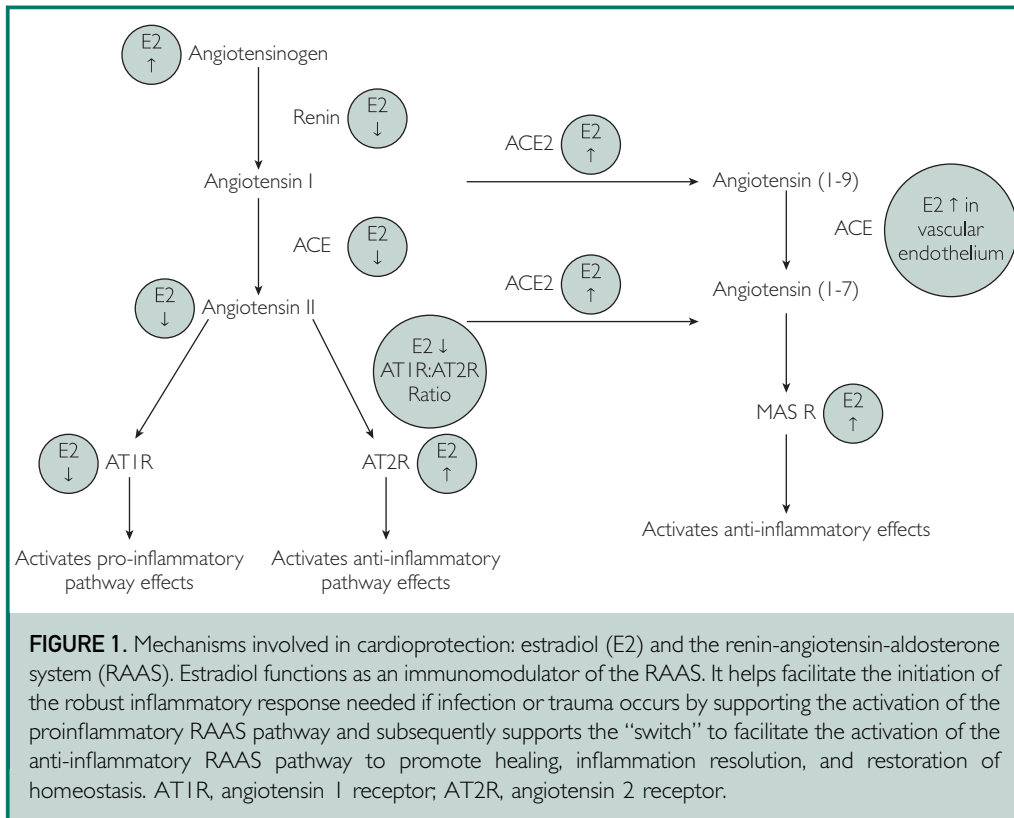 E2
↑
Angiotensinogen
Renin
E2
↓
ACE2
E2
↑
Angiotensin I
Angiotensin (1-9)
ACE
E2 ↑ in
vascular
endothelium
ACE
E2
↓
ACE2
E2
↑
Angiotensin (1-7)
E2
↓
Angiotensin II
E2 ↓
AT1R:AT2R
Ratio
MAS R
E2
↑
E2
↓
AT1R
AT2R
E2
↑
Activates anti-inflammatory effects
Activates pro-inflammatory
pathway effects
Activates anti-inflammatory
pathway effects
FIGURE 1. Mechanisms involved in cardioprotection: estradiol (E2) and the renin-angiotensin-aldosterone
system (RAAS). Estradiol functions as an immunomodulator of the RAAS. It helps facilitate the initiation of
the robust inflammatory response needed if infection or trauma occurs by supporting the activation of the
proinflammatory RAAS pathway and subsequently supports the “switch” to facilitate the activation of the
anti-inflammatory RAAS pathway to promote healing, inflammation resolution, and restoration of
homeostasis. AT1R, angiotensin 1 receptor; AT2R, angiotensin 2 receptor.